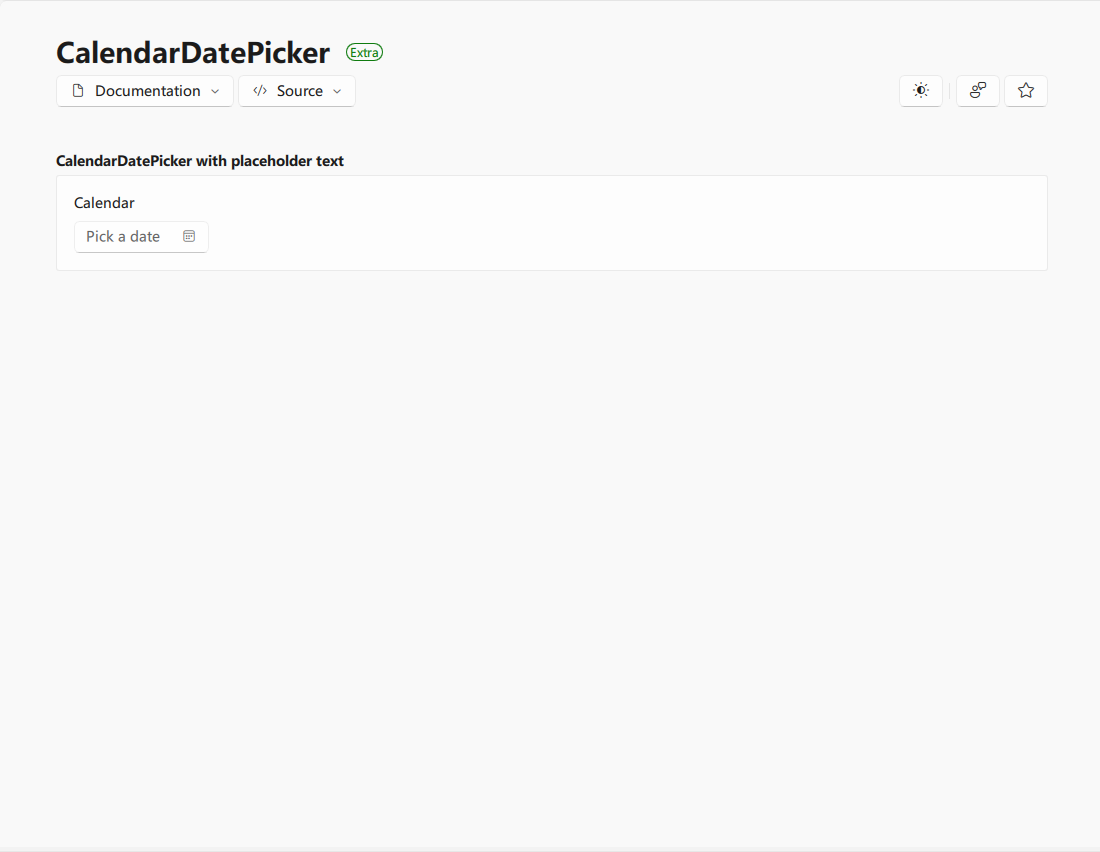 CalendarDatePicker Extra
Documentation Source
CalendarDatePicker with placeholder text
Calendar
Pick a date